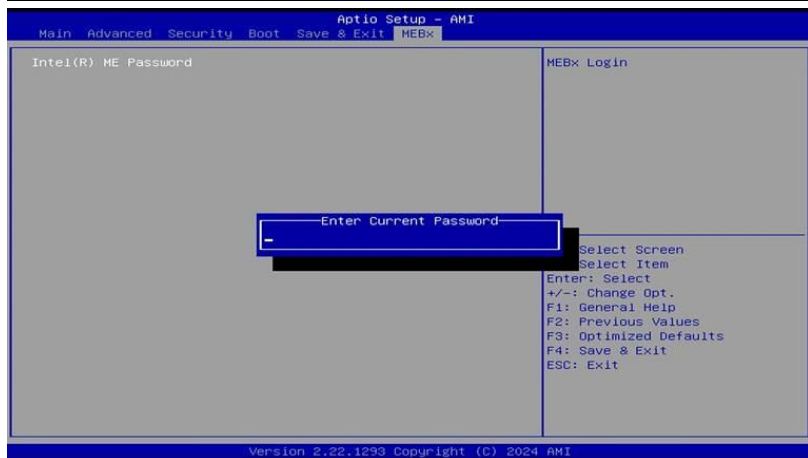 Aptio Setup – AMI
Main Advanced Security Boot Save & Exit MEBx
Intel(R) ME Password
MEBx Login
Enter Current Password
Select Screen
Select Item
Enter: Select
+/-: Change Opt.
F1: General Help
F2: Previous Values
F3: Optimized Defaults
F4: Save & Exit
ESC: Exit
Version 2.22.1293 Copyright (C) 2024 AMI